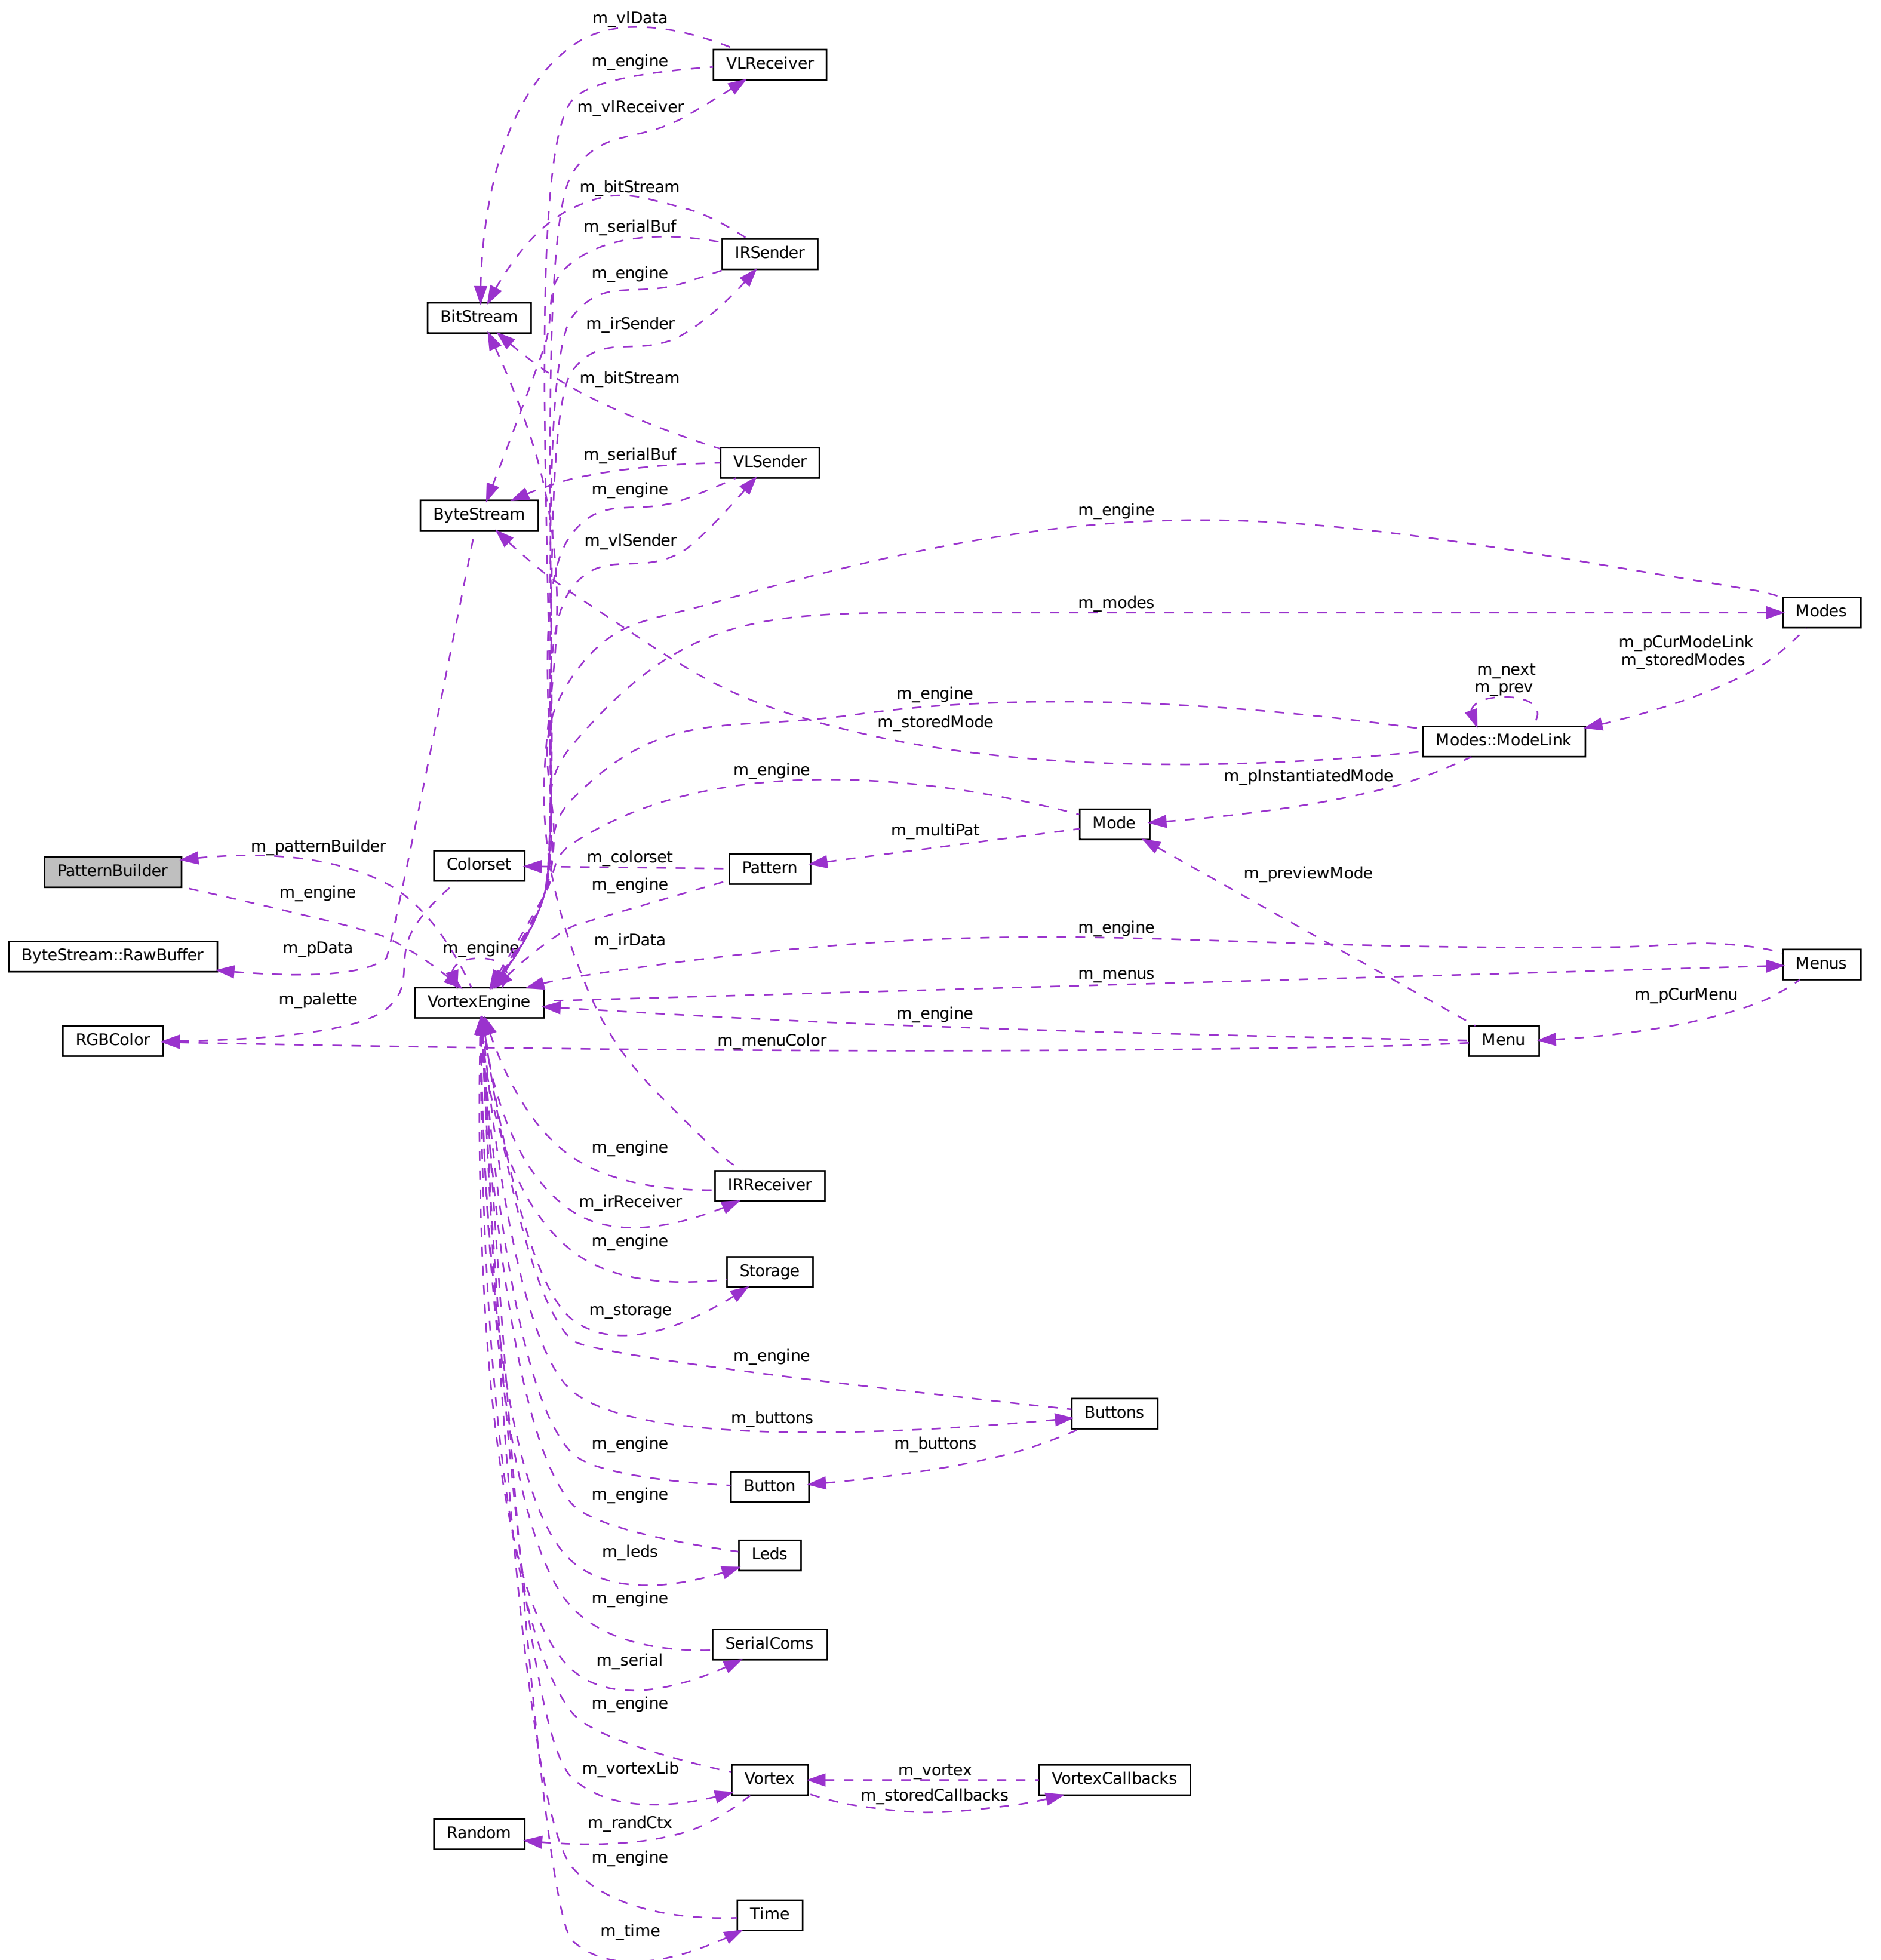 m_vlData
m_engine
VLReceiver
m_vlReceiver
m_bitStream
m_serialBuf
IRSender
m_engine
BitStream
m_irSender
m_bitStream
m_serialBuf
VLSender
m_engine
ByteStream
m_vlSender
m_engine
m_modes
Modes
m_pCurModeLink
m_storedModes
m_next
m_prev
m_engine
m_storedMode
Modes::ModeLink
m_engine
m_pInstantiatedMode
Mode
m_multiPat
m_patternBuilder
PatternBuilder
Colorset
m_colorset
Pattern
m_engine
m_engine
m_previewMode
m_engine
m_irData
m_engine
m_pData
ByteStream::RawBuffer
m_menus
Menus
m_palette
VortexEngine
m_engine
m_pCurMenu
RGBColor
m_menuColor
Menu
m_engine
IRReceiver
m_irReceiver
m_engine
Storage
m_storage
m_engine
m_buttons
Buttons
m_engine
m_buttons
Button
m_engine
m_leds
Leds
m_engine
SerialComs
m_serial
m_engine
m_vortexLib
Vortex
m_vortex
VortexCallbacks
m_storedCallbacks
m_randCtx
Random
m_engine
Time
m_time